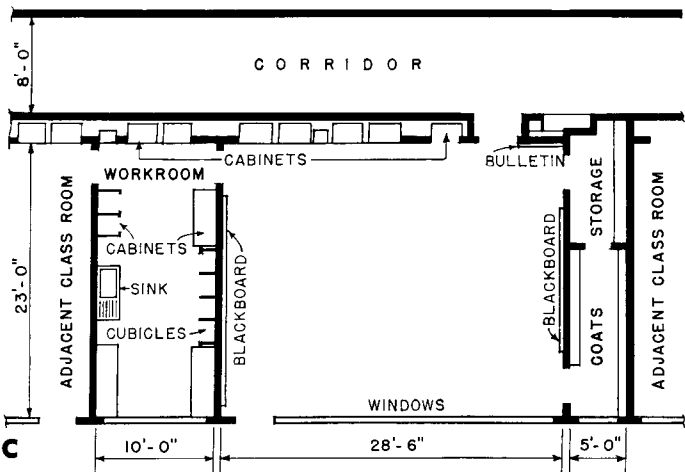 8'-0"
CORRIDOR
CABINETS
BULLETIN
WORKROOM
STORAGE
ADJACENT CLASS ROOM
CABINETS
BLACKBOARD
BLACKBOARD
ADJACENT CLASS ROOM
23'-0"
SINK
COATS
CUBICLES
WINDOWS
C
10'-0"
28'-6"
5'-0"